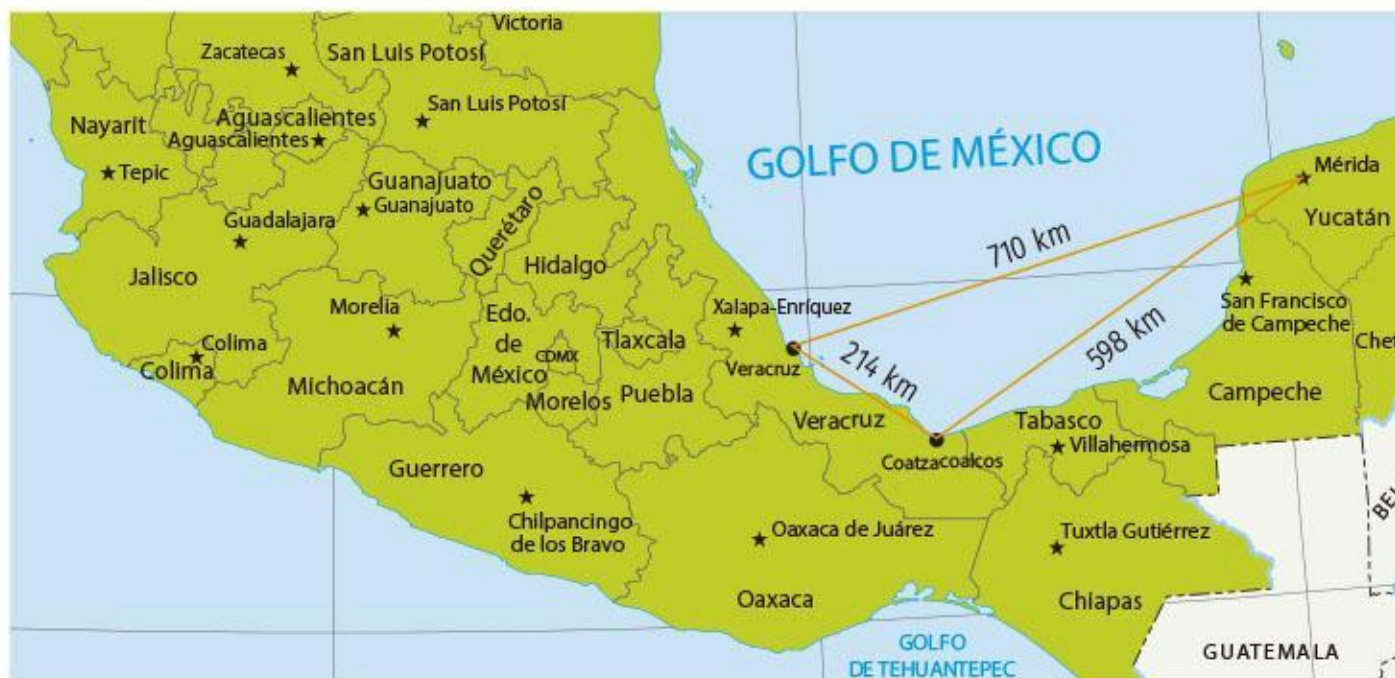 Victoria
Zacatecas
San Luis Potosí
San Luis Potosí
Nayarit
Aguascalientes
Aguascalientes
Tepic
GOLFO DE MÉXICO
Mérida
Guanajuato
Guanajuato
Querétaro
Yucatán
Guadalajara
710 km
Jalisco
Hidalgo
Morelia
Edo.
de
México
Xalapa-Enríquez
San Francisco
de Campeche
Colima
Colima
CDMX
Tlaxcala
598 km
Chet
Michoacán
Veracruz
214 km
Morelos
Puebla
Campeche
Veracruz
Tabasco
Villahermosa
Guerrero
Coatzacoalcos
Chilpancingo
de los Bravo
Oaxaca de Juárez
Tuxtla Gutiérrez
BEL
Oaxaca
Chiapas
GOLFO
DE TEHUANTEPEC
GUATEMALA